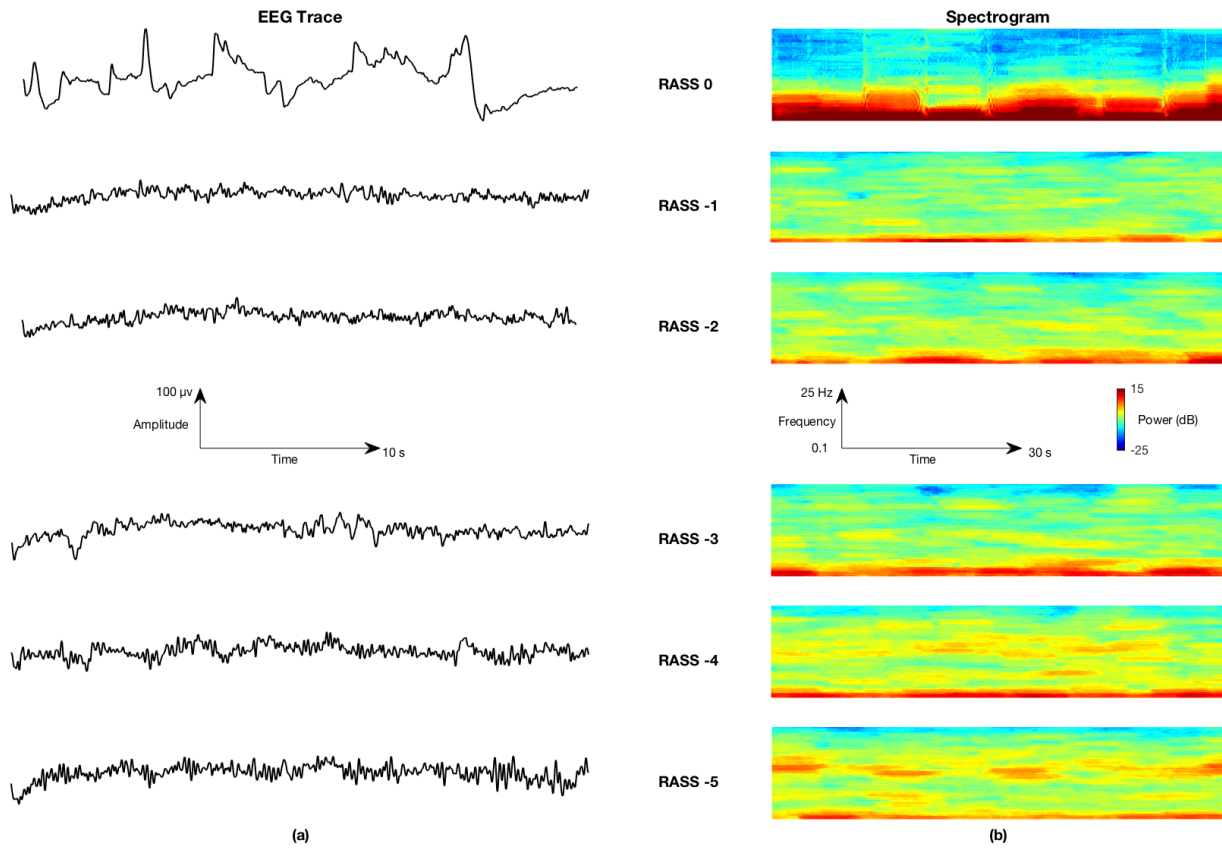 EEG Trace
Spectrogram
RASS 0
RASS -1
RASS -2
100 μv
Amplitude
Time
10 s
25 Hz
Frequency
0.1
Time
30 s
15
Power (dB)
-25
RASS -3
RASS -4
RASS -5
(a)
(b)